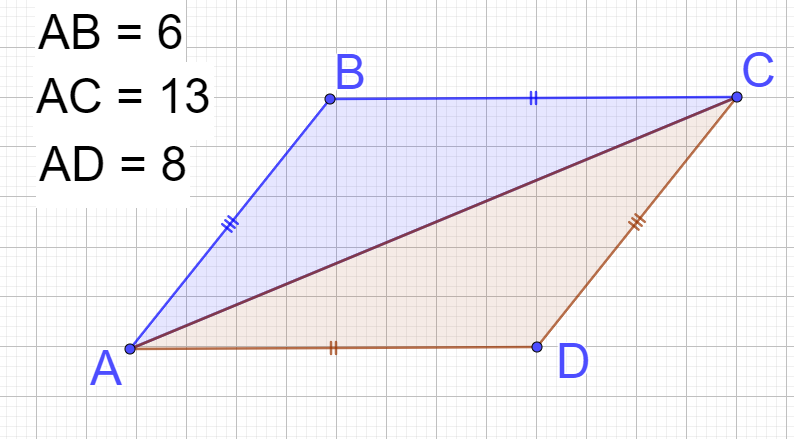 AB = 6
AC = 13
AD = 8
B
C
A
D